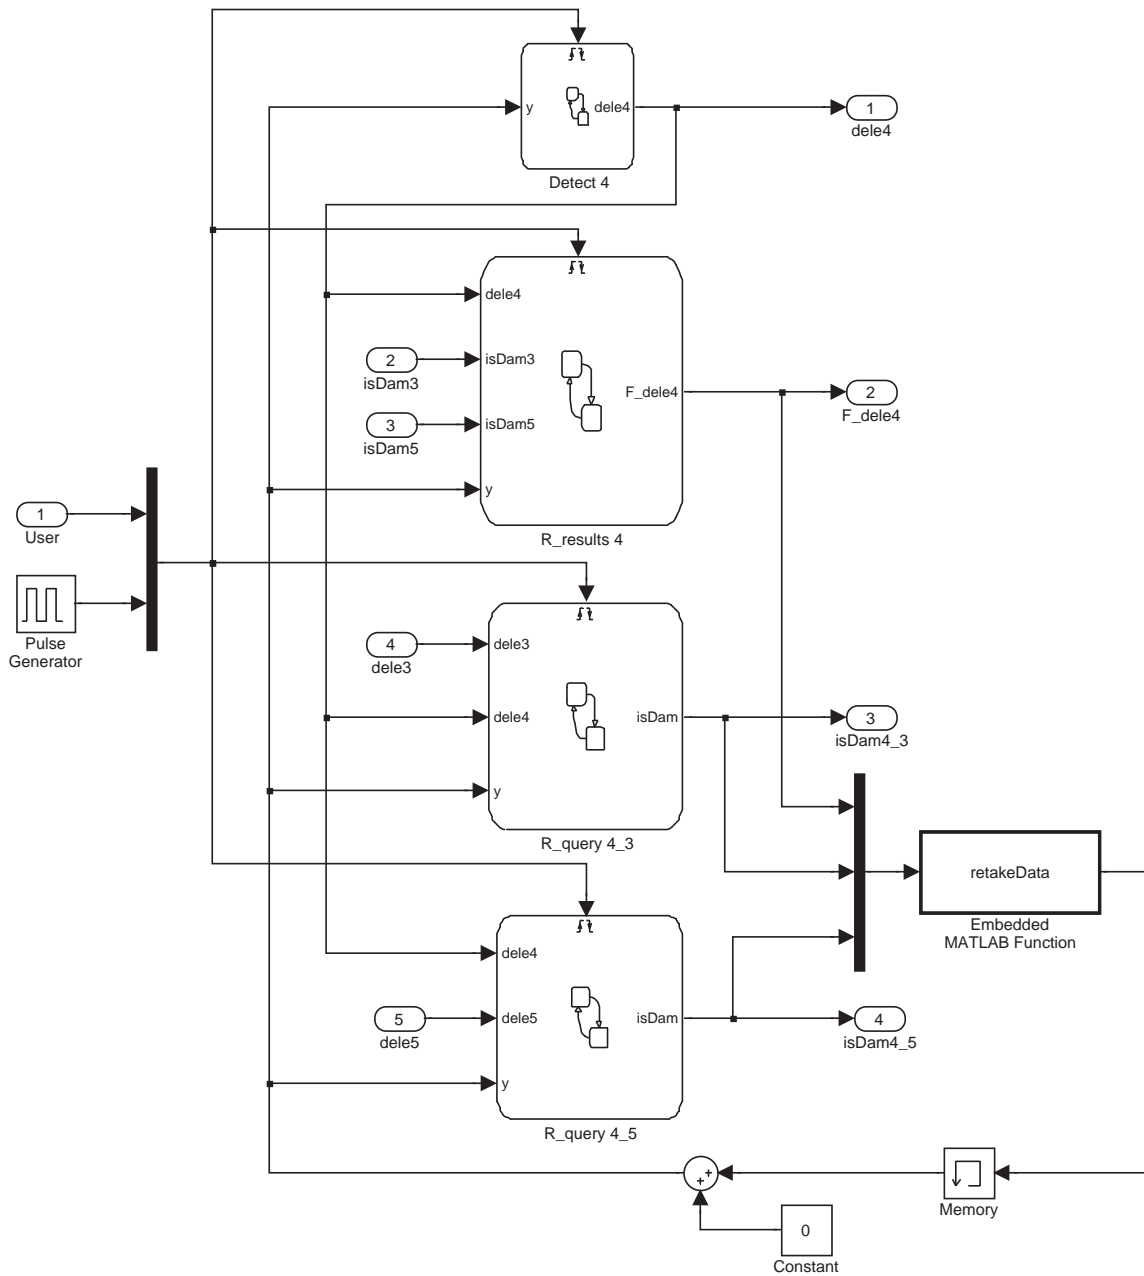 y
dele4
Detect 4
1
dele4
dele4
isDam3
isDam5
y
F_dele4
R_results 4
2
isDam3
3
isDam5
2
F_dele4
1
User
Pulse
Generator
4
dele3
dele3
dele4
y
isDam
R_query 4_3
3
isDam4_3
retakeData
Embedded
MATLAB Function
dele4
dele5
y
isDam
R_query 4_5
5
dele5
4
isDam4_5
+
+
Memory
0
Constant